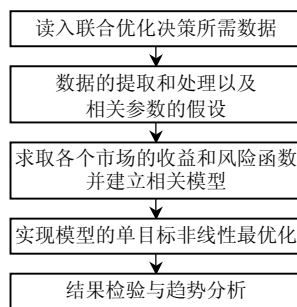 读入联合优化决策所需数据
数据的提取和处理以及
相关参数的假设
求取各个市场的收益和风险函数
并建立相关模型
实现模型的单目标非线性最优化
结果检验与趋势分析